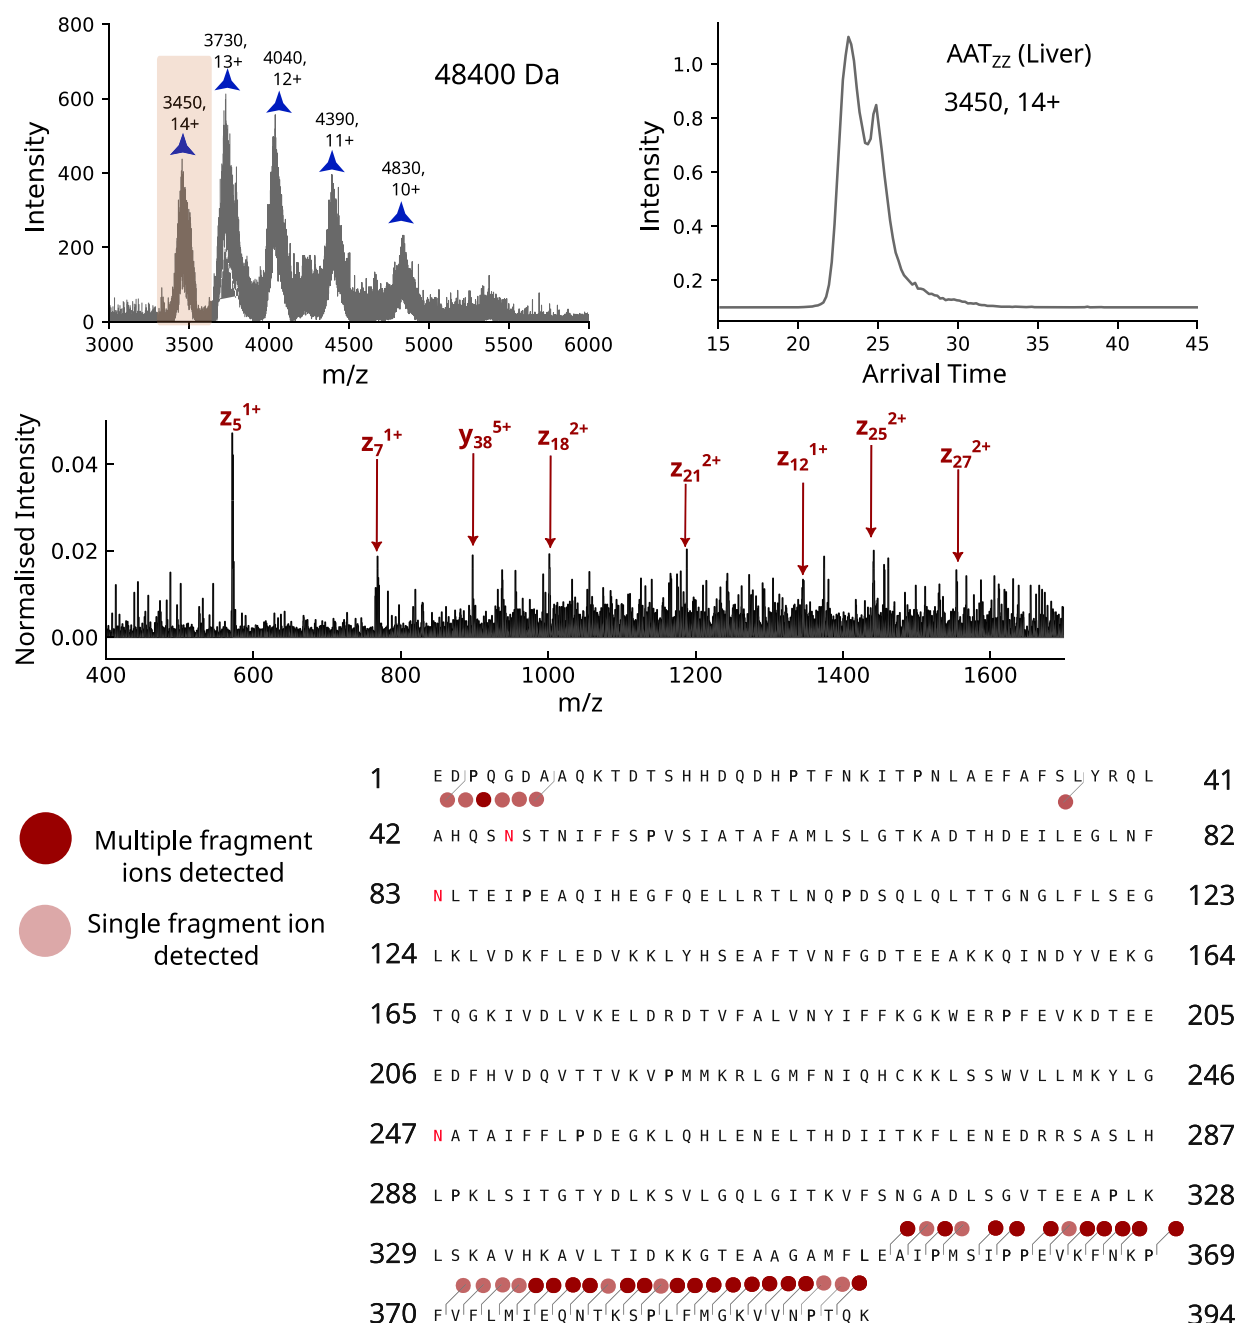 800
600
400
200
0
Intensity
3450,
14+
3730,
13+
4040,
12+
4390,
11+
4830,
10+
48400 Da
3000 3500 4000 4500 5000 5500 6000
m/z
1.0
0.8
0.6
0.4
0.2
Intensity
AATZZ (Liver)
3450, 14+
15 20 25 30 35 40 45
Arrival Time
Normalised Intensity
0.04
0.02
0.00
z5 1+
z7 1+
y38 5+
z18 2+
z21 2+
z12 1+
z25 2+
z27 2+
400 600 800 1000 1200 1400 1600
m/z
Multiple fragment
ions detected
Single fragment ion
detected
1 E D P Q G D A A Q K T D T S H H D Q D H P T F N K I T P N L A E F A F S L Y R Q L 41
42 A H Q S N S T N I F F S P V S I A T A F A M L S L G T K A D T H D E I L E G L N F 82
83 N L T E I P E A Q I H E G F Q E L L R T L N Q P D S Q L Q L T T G N G L F L S E G 123
124 L K L V D K F L E D V K K L Y H S E A F T V N F G D T E E A K K Q I N D Y V E K G 164
165 T Q G K I V D L V K E L D R D T V F A L V N Y I F F K G K W E R P F E V K D T E E 205
206 E D F H V D Q V T T V K V P M M K R L G M F N I Q H C K K L S S W V L L M K Y L G 246
247 N A T A I F F L P D E G K L Q H L E N E L T H D I I T K F L E N E D R R S A S L H 287
288 L P K L S I T G T Y D L K S V L G Q L G I T K V F S N G A D L S G V T E E A P L K 328
329 L S K A V H K A V L T I D K K G T E A A G A M F L E A I P M S I P P E V K F N K P 369
370 F V F L M I E Q N T K S P L F M G K V V N P T Q K 394